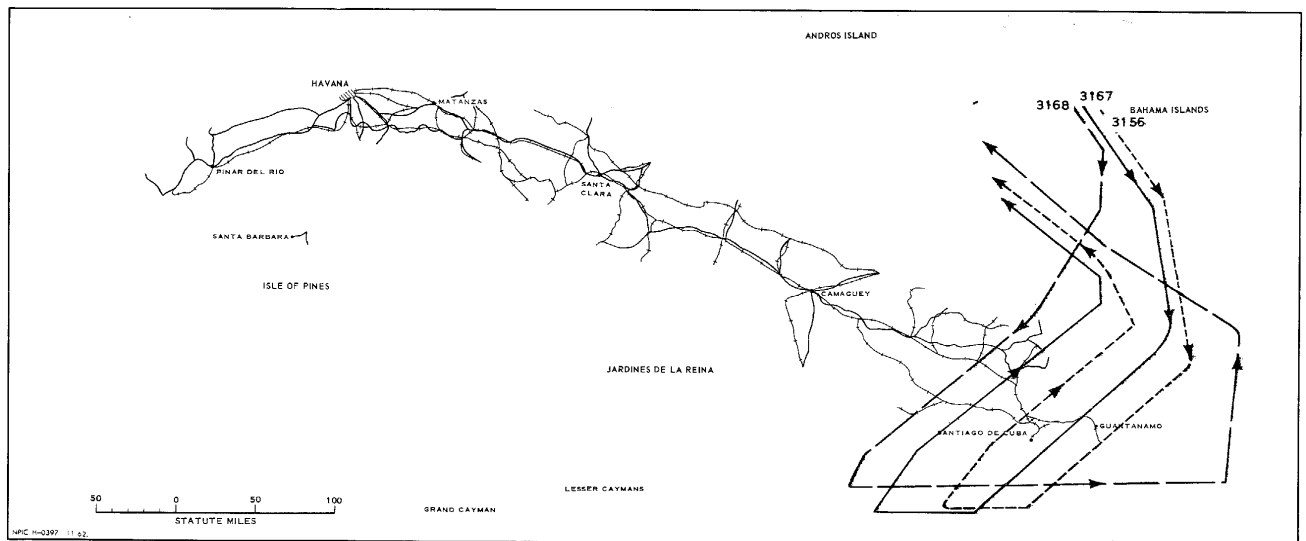 ANDROS ISLAND
HAVANA
MATANZAS
3168
3167
3156
BAHAMA ISLANDS
PINAR DEL RIO
SANTA CLARA
SANTA BARBARA
ISLE OF PINES
CAMAGUEY
JARDINES DE LA REINA
SANTIAGO DE CUBA
GUANTANAMO
LESSER CAYMANS
GRAND CAYMAN
50 0 50 100
STATUTE MILES
NPIC H-0397 11 62.